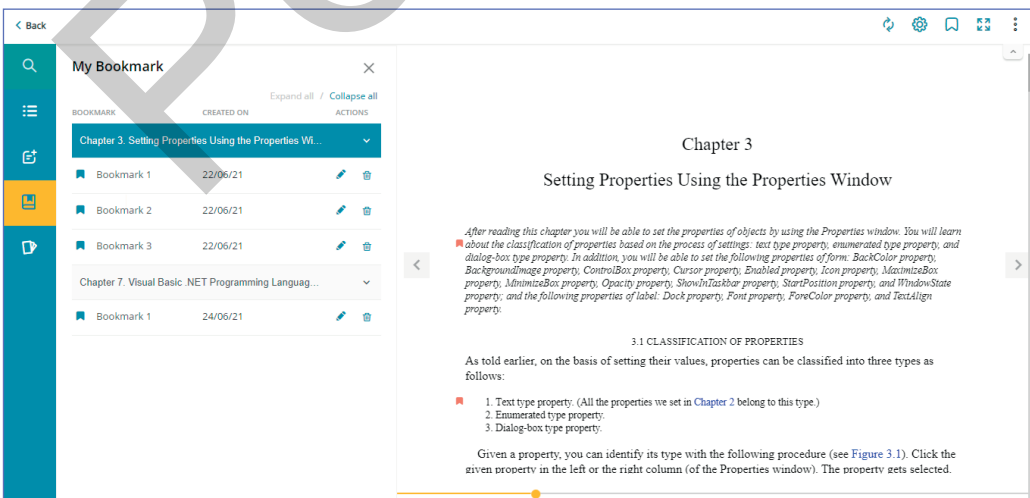 Back
My Bookmark
Expand all / Collapse all
BOOKMARK CREATED ON ACTIONS
Chapter 3. Setting Properties Using the Properties Wi...
Bookmark 1 22/06/21
Bookmark 2 22/06/21
Bookmark 3 22/06/21
Chapter 7. Visual Basic .NET Programming Languag...
Bookmark 1 24/06/21
Chapter 3
Setting Properties Using the Properties Window
After reading this chapter you will be able to set the properties of objects by using the Properties window. You will learn
about the classification of properties based on the process of settings: text type property, enumerated type property, and
dialog-box type property. In addition, you will be able to set the following properties of form: BackColor property,
BackgroundImage property, ControlBox property, Cursor property, Enabled property, Icon property, MaximizeBox
property, MinimizeBox property, Opacity property, ShowInTaskbar property, StartPosition property, and WindowState
property; and the following properties of label: Dock property, Font property, ForeColor property, and TextAlign
property.
3.1 CLASSIFICATION OF PROPERTIES
As told earlier, on the basis of setting their values, properties can be classified into three types as
follows:
1. Text type property. (All the properties we set in Chapter 2 belong to this type.)
2. Enumerated type property.
3. Dialog-box type property.
Given a property, you can identify its type with the following procedure (see Figure 3.1). Click the
given property in the left or the right column (of the Properties window). The property gets selected.